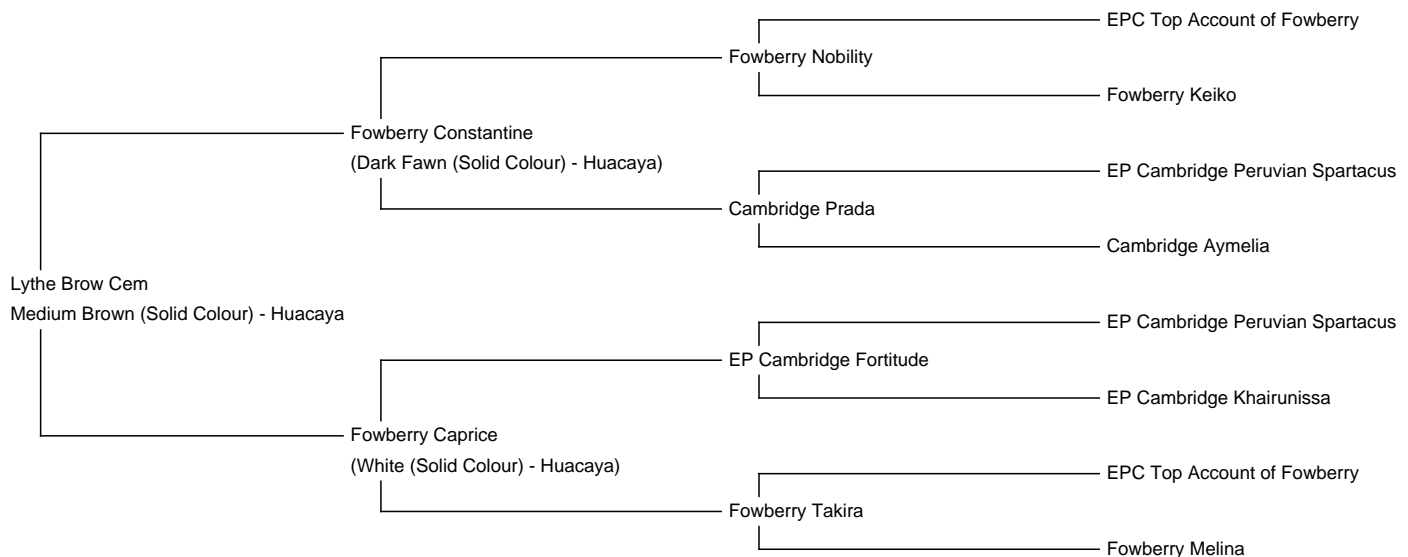 EPC Top Account of Fowberry
Fowberry Nobility
Fowberry Keiko
Fowberry Constantine
(Dark Fawn (Solid Colour) - Huacaya)
EP Cambridge Peruvian Spartacus
Cambridge Prada
Cambridge Aymelia
Lythe Brow Cem
Medium Brown (Solid Colour) - Huacaya
EP Cambridge Peruvian Spartacus
EP Cambridge Fortitude
EP Cambridge Khairunissa
Fowberry Caprice
(White (Solid Colour) - Huacaya)
EPC Top Account of Fowberry
Fowberry Takira
Fowberry Melina